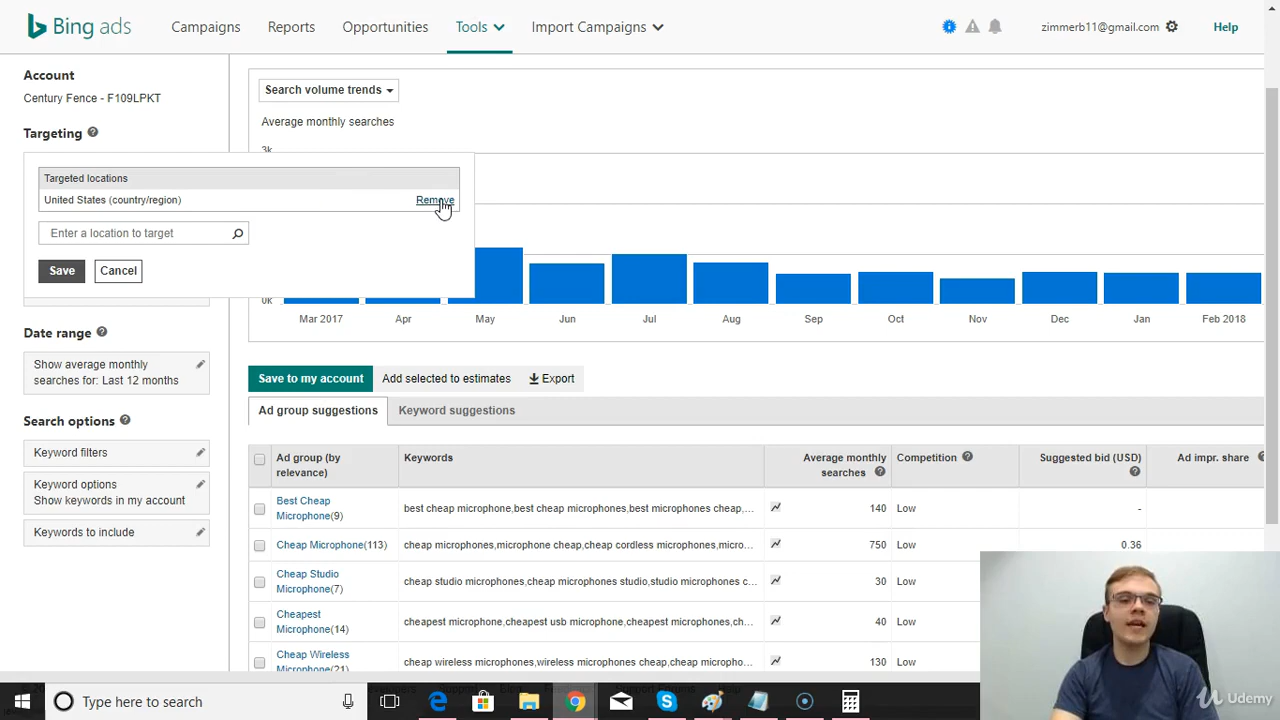 Bing ads
Campaigns Reports Opportunities Tools Import Campaigns
zimmerb11@gmail.com Help
Account
Century Fence - F109LPKT
Targeting
Targeted locations
United States (country/region) Remove
Enter a location to target
Save Cancel
Date range
Show average monthly
searches for: Last 12 months
Search options
Keyword filters
Keyword options
Show keywords in my account
Keywords to include
Search volume trends
Average monthly searches
3k
0k
Mar 2017 Apr May Jun Jul Aug Sep Oct Nov Dec Jan Feb 2018
Save to my account Add selected to estimates Export
Ad group suggestions Keyword suggestions
Ad group (by
relevance) Keywords Average monthly
searches Competition Suggested bid (USD) Ad impr. share
Best Cheap
Microphone(9) best cheap microphone,best cheap microphones,best microphones cheap,... 140 Low -
Cheap Microphone(113) cheap microphones,microphone cheap,cheap cordless microphones,micro... 750 Low 0.36
Cheap Studio
Microphone(7) cheap studio microphones,cheap microphones studio,studio microphones c... 30 Low
Cheapest
Microphone(14) cheapest microphone,cheapest usb microphone,cheapest microphones,ch... 40 Low
Cheap Wireless
Microphone(21) cheap wireless microphones,wireless microphones cheap,cheap micropho... 130 Low
Type here to search
Udemy